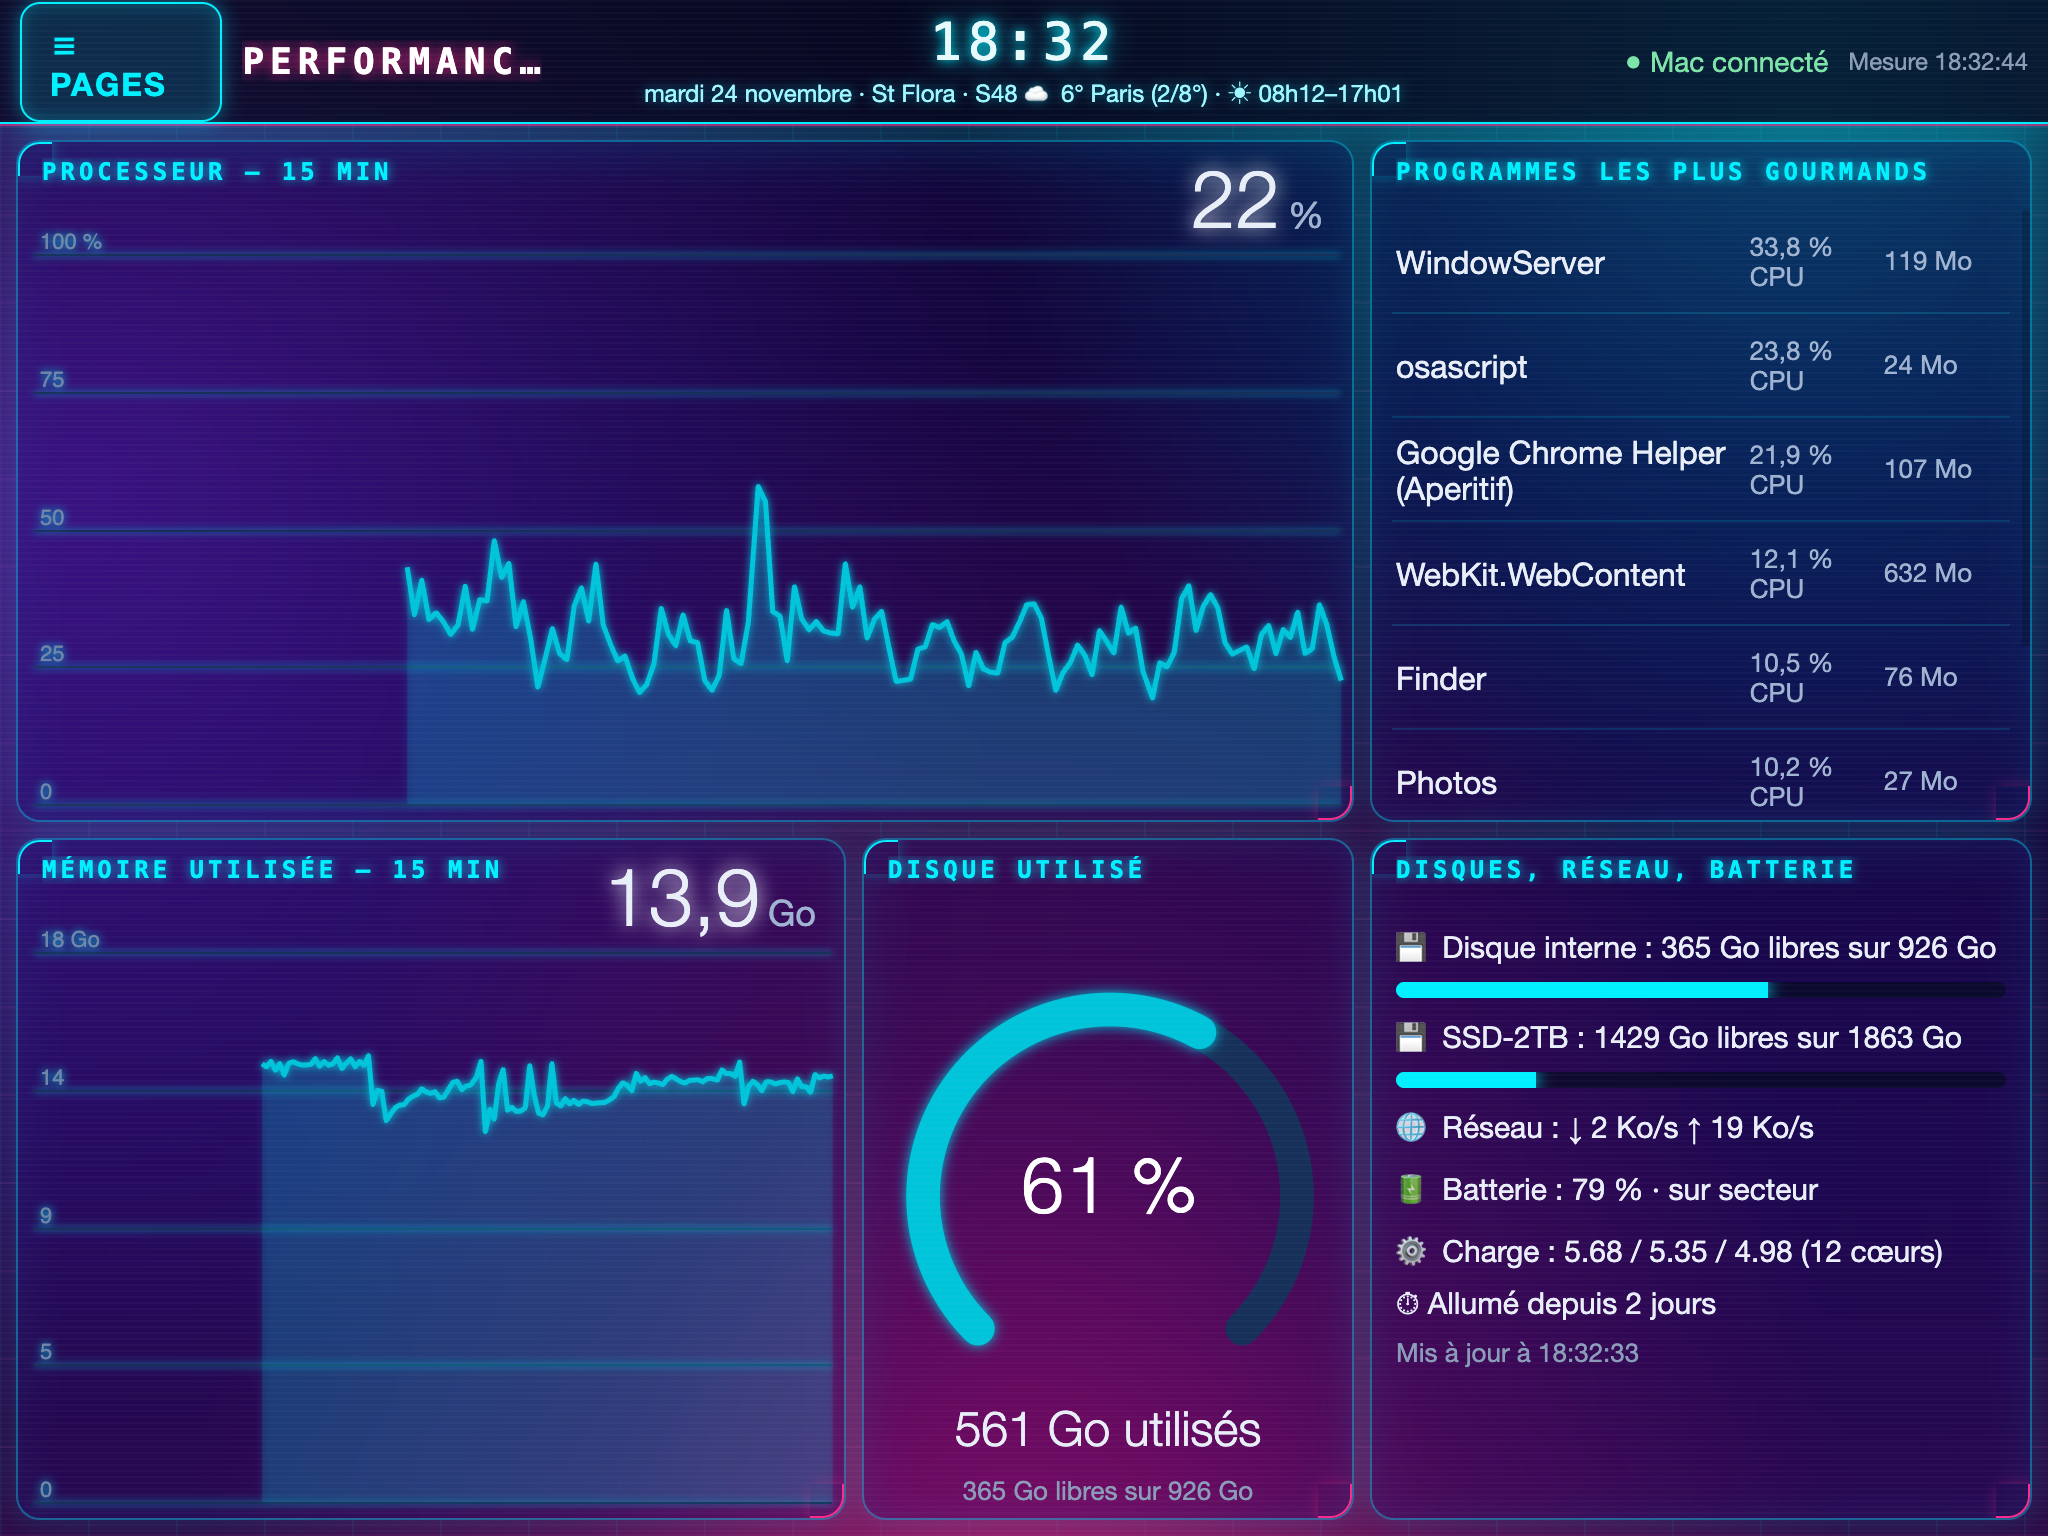 ≡
PAGES
PERFORMANC…
18:32
mardi 24 novembre · St Flora · S48 ☁️ 6° Paris (2/8°) · ☀ 08h12–17h01
● Mac connecté
Mesure 18:32:44
PROCESSEUR — 15 MIN
22 %
100 %
75
50
25
0
PROGRAMMES LES PLUS GOURMANDS
WindowServer 33,8 % CPU 119 Mo
osascript 23,8 % CPU 24 Mo
Google Chrome Helper (Aperitif) 21,9 % CPU 107 Mo
WebKit.WebContent 12,1 % CPU 632 Mo
Finder 10,5 % CPU 76 Mo
Photos 10,2 % CPU 27 Mo
MÉMOIRE UTILISÉE — 15 MIN
13,9 Go
18 Go
14
9
5
0
DISQUE UTILISÉ
61 %
561 Go utilisés
365 Go libres sur 926 Go
DISQUES, RÉSEAU, BATTERIE
💾 Disque interne : 365 Go libres sur 926 Go
💾 SSD-2TB : 1429 Go libres sur 1863 Go
🌐 Réseau : ↓ 2 Ko/s ↑ 19 Ko/s
🔋 Batterie : 79 % · sur secteur
⚙️ Charge : 5.68 / 5.35 / 4.98 (12 cœurs)
⏱ Allumé depuis 2 jours
Mis à jour à 18:32:33